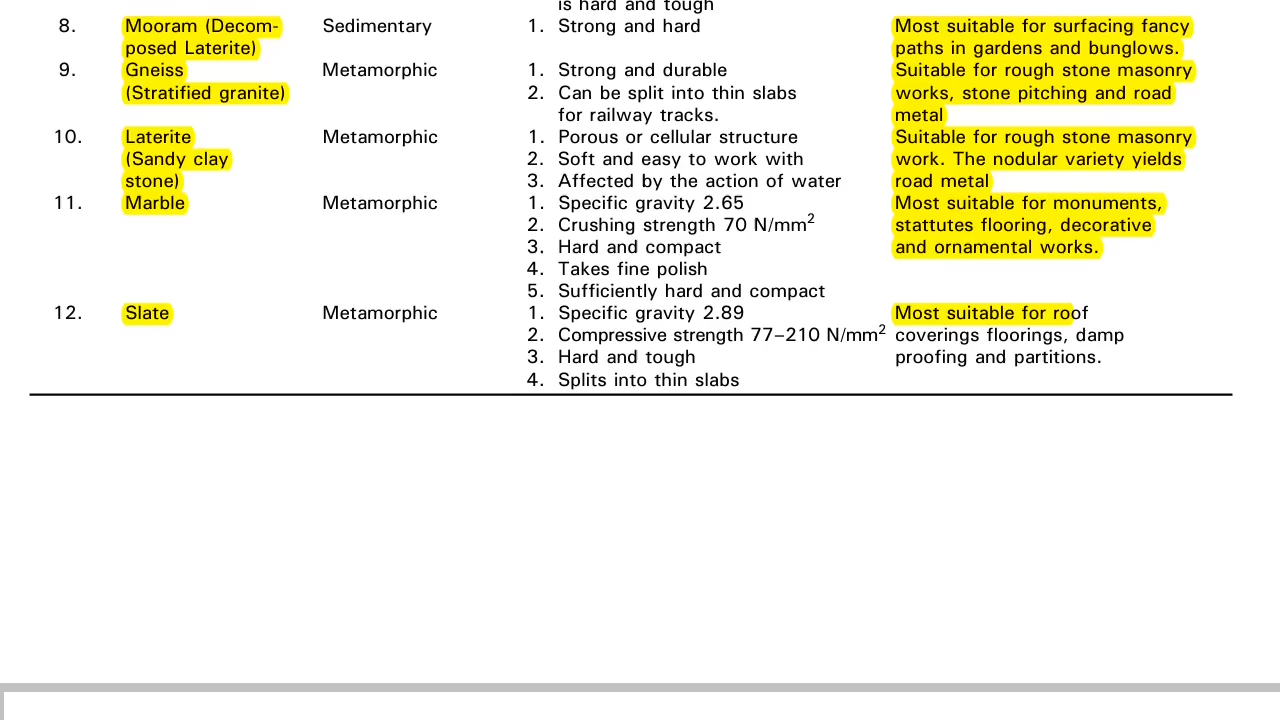 is hard and tough
8. Mooram (Decom- Sedimentary 1. Strong and hard Most suitable for surfacing fancy
posed Laterite) paths in gardens and bunglows.
9. Gneiss Metamorphic 1. Strong and durable Suitable for rough stone masonry
(Stratified granite) 2. Can be split into thin slabs works, stone pitching and road
for railway tracks. metal
10. Laterite Metamorphic 1. Porous or cellular structure Suitable for rough stone masonry
(Sandy clay 2. Soft and easy to work with work. The nodular variety yields
stone) 3. Affected by the action of water road metal
11. Marble Metamorphic 1. Specific gravity 2.65 Most suitable for monuments,
2. Crushing strength 70 N/mm² stattutes flooring, decorative
3. Hard and compact and ornamental works.
4. Takes fine polish
5. Sufficiently hard and compact
12. Slate Metamorphic 1. Specific gravity 2.89 Most suitable for roof
2. Compressive strength 77–210 N/mm² coverings floorings, damp
3. Hard and tough proofing and partitions.
4. Splits into thin slabs